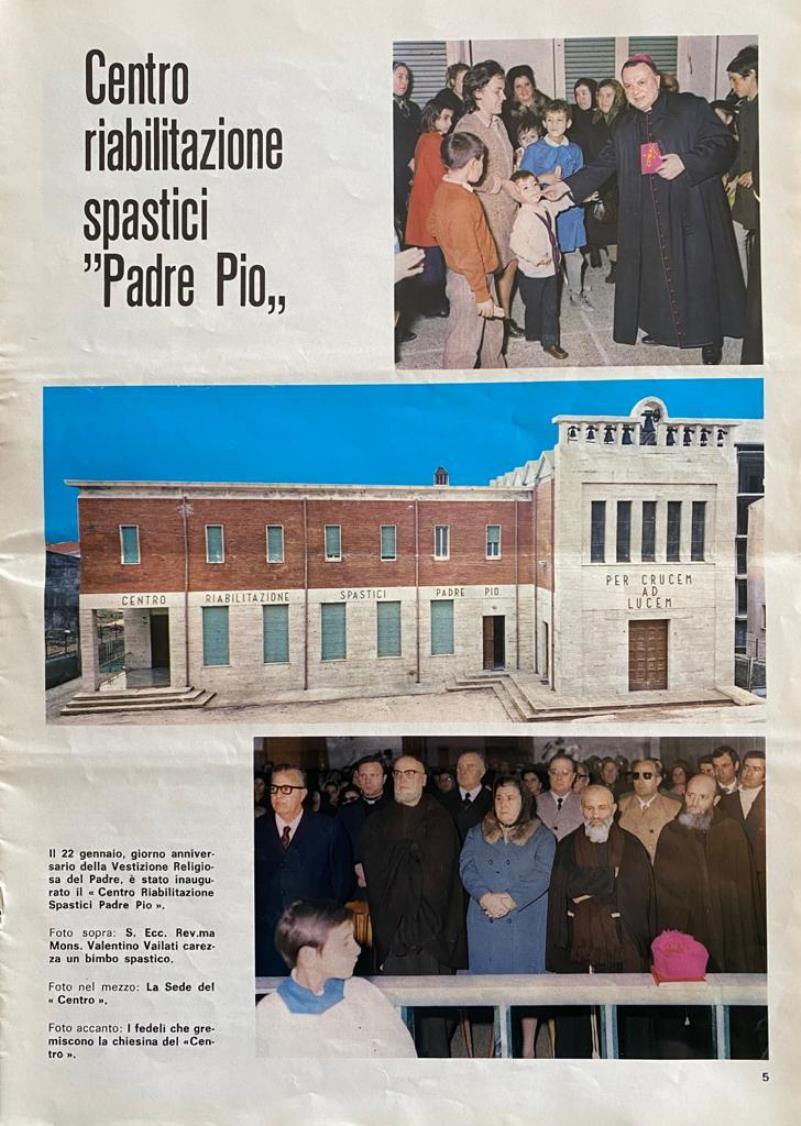 Centro
riabilitazione
spastici
”Padre Pio„
CENTRO RIABILITAZIONE SPASTICI PADRE PIO
PER CRUCEM
AD
LUCEM
Il 22 gennaio, giorno anniver-
sario della Vestizione Religio-
sa del Padre, è stato inaugu-
rato il « Centro Riabilitazione
Spastici Padre Pio ».
Foto sopra: S. Ecc. Rev.ma
Mons. Valentino Vailati carez-
za un bimbo spastico.
Foto nel mezzo: La Sede del
« Centro ».
Foto accanto: I fedeli che gre-
miscono la chiesina del «Cen-
tro ».
5